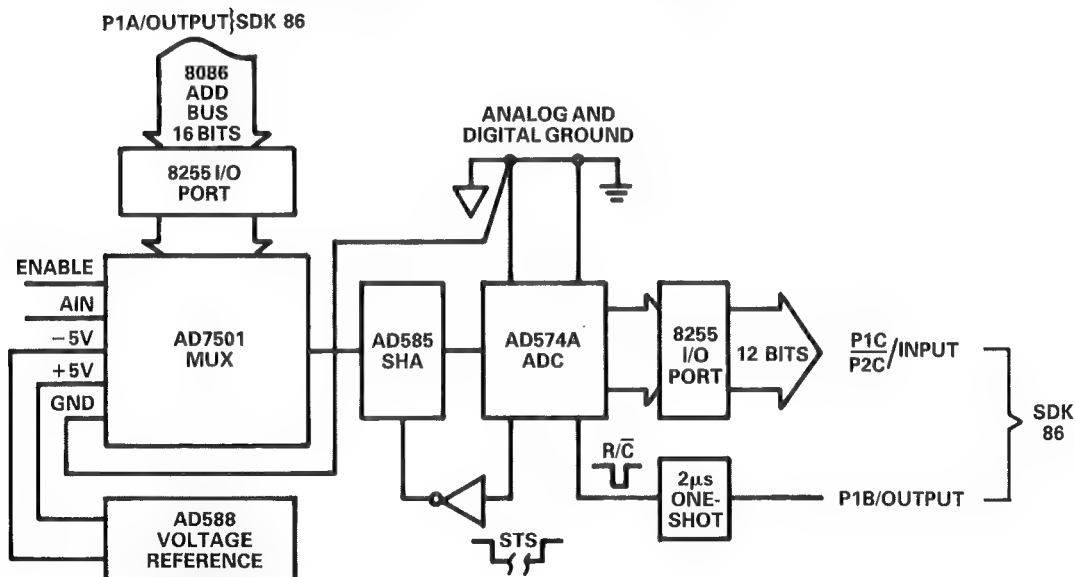 P1A/OUTPUT}SDK 86
8086
ADD
BUS
16 BITS
8255 I/O
PORT
ANALOG AND
DIGITAL GROUND
ENABLE
AIN
−5V
+5V
GND
AD7501
MUX
AD585
SHA
AD574A
ADC
8255
I/O
PORT
12 BITS
P1C
P2C/INPUT
SDK
86
R/C̅
2μs
ONE-
SHOT
P1B/OUTPUT
STS
AD588
VOLTAGE
REFERENCE